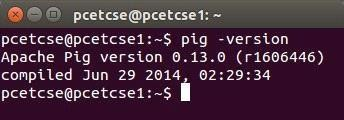 pcetcse@pcetcse1: ~
pcetcse@pcetcse1:~$ pig -version
Apache Pig version 0.13.0 (r1606446)
compiled Jun 29 2014, 02:29:34
pcetcse@pcetcse1:~$